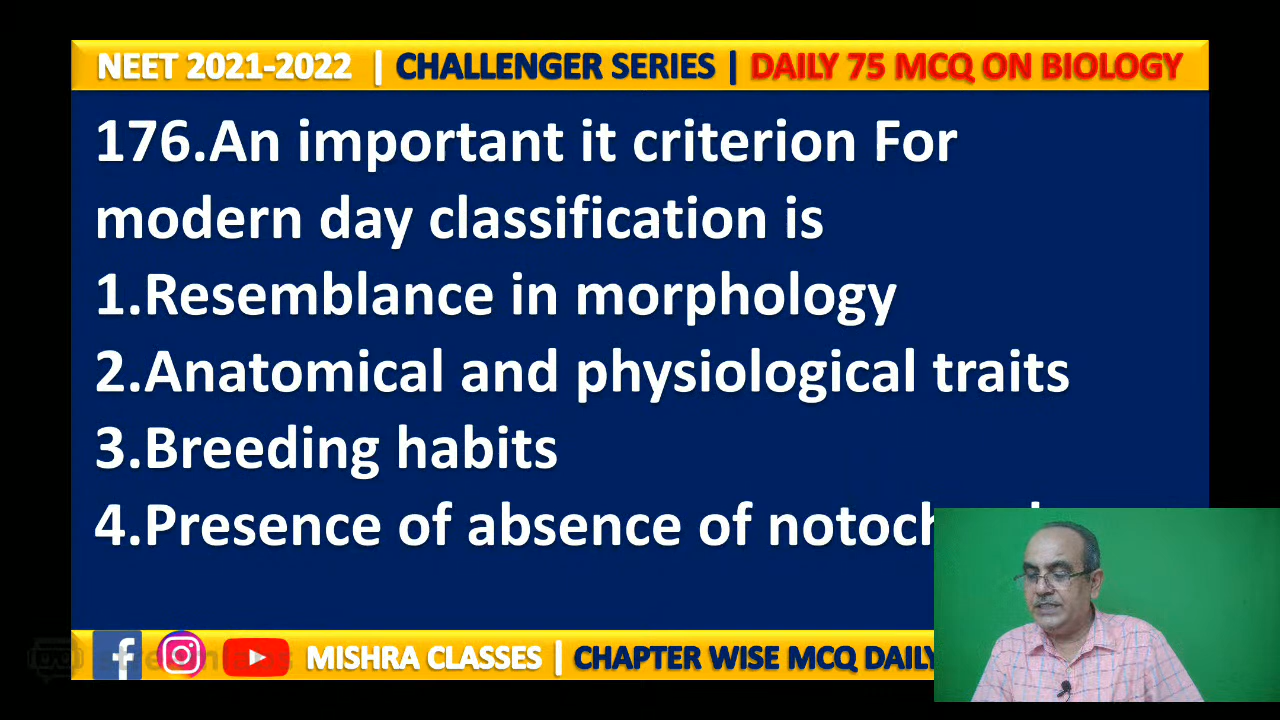 NEET 2021-2022 | CHALLENGER SERIES | DAILY 75 MCQ ON BIOLOGY
176.An important it criterion For
modern day classification is
1.Resemblance in morphology
2.Anatomical and physiological traits
3.Breeding habits
4.Presence of absence of
MISHRA CLASSES | CHAPTER WISE MCQ DAILY